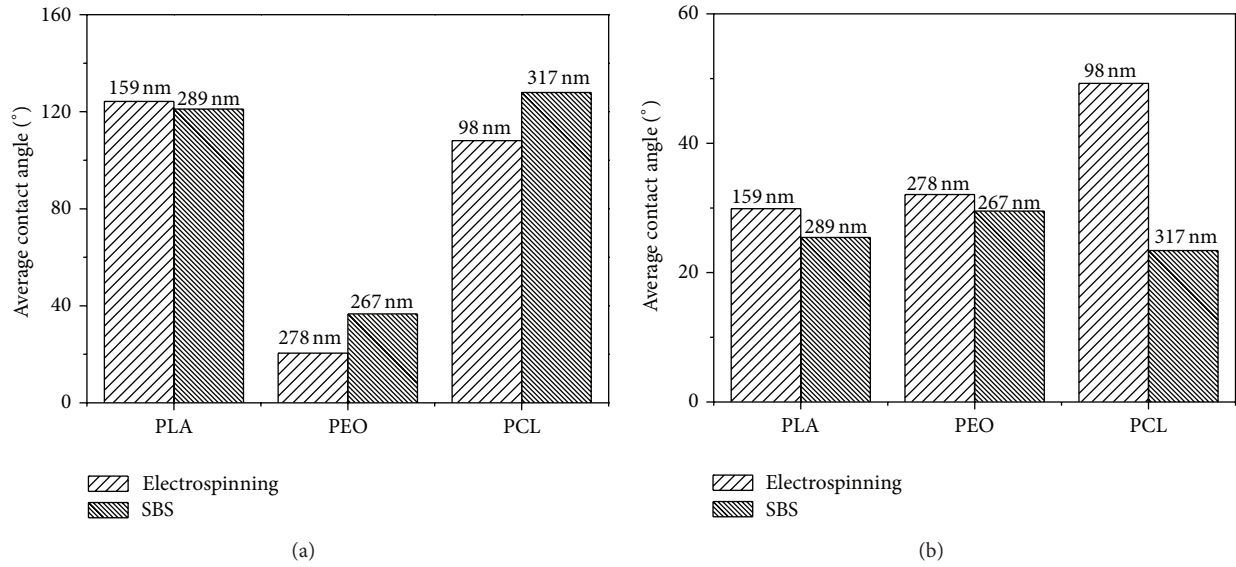 160
120
80
40
0
Average contact angle (°)
159 nm
289 nm
278 nm
267 nm
98 nm
317 nm
PLA
PEO
PCL
Electrospinning
SBS
(a)
60
40
20
0
Average contact angle (°)
159 nm
289 nm
278 nm
267 nm
98 nm
317 nm
PLA
PEO
PCL
Electrospinning
SBS
(b)